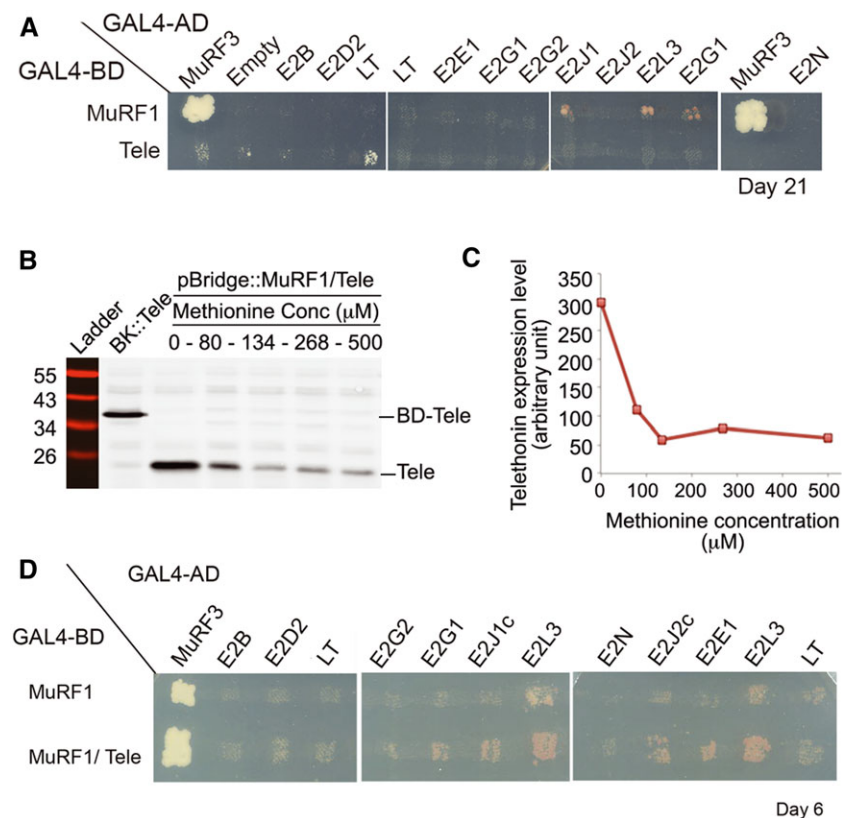 A
GAL4-AD
GAL4-BD
MuRF3 Empty E2B E2D2 LT LT E2E1 E2G1 E2G2 E2J1 E2J2 E2L3 E2G1 MuRF3 E2N
MuRF1
Tele
Day 21
B
pBridge::MuRF1/Tele
Ladder BK::Tele Methionine Conc (µM)
0 - 80 - 134 - 268 - 500
55
43
34
26
BD-Tele
Tele
C
Telethonin expression level
(arbitrary unit)
350
300
250
200
150
100
50
0
0 100 200 300 400 500
Methionine concentration
(µM)
D
GAL4-AD
GAL4-BD
MuRF3 E2B E2D2 LT E2G2 E2G1 E2J1c E2L3 E2N E2J2c E2E1 E2L3 LT
MuRF1
MuRF1/ Tele
Day 6